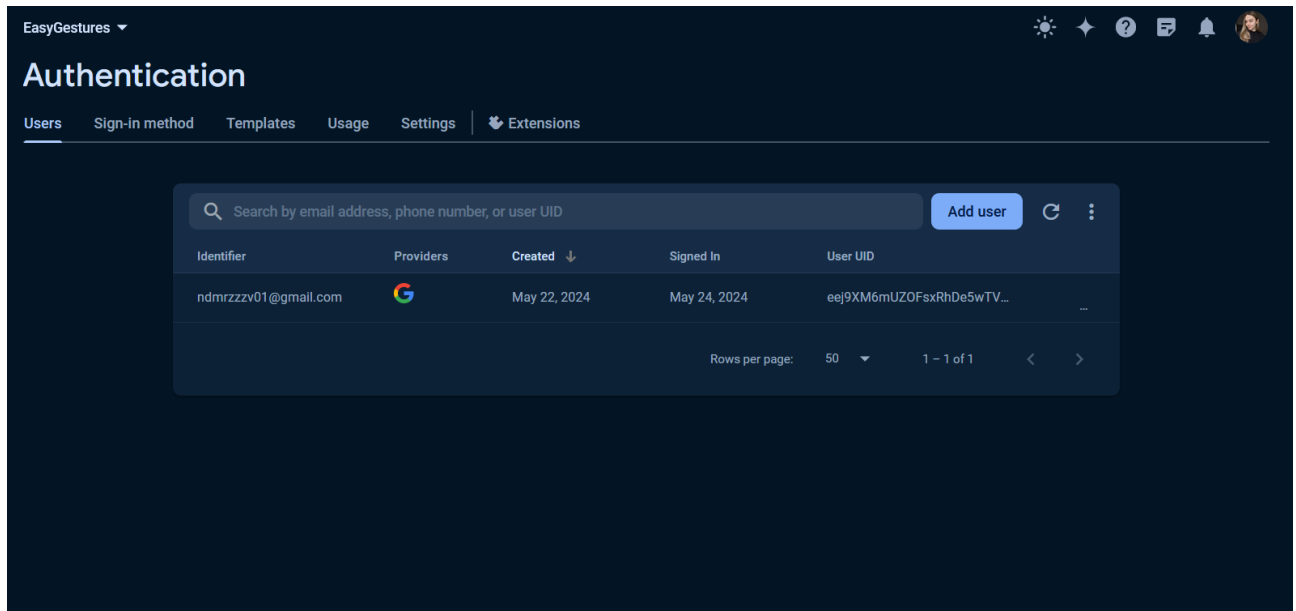 EasyGestures
Authentication
Users Sign-in method Templates Usage Settings Extensions
Search by email address, phone number, or user UID Add user
Identifier Providers Created Signed In User UID
ndmrzzzv01@gmail.com May 22, 2024 May 24, 2024 eej9XM6mUZOFsxRhDe5wTV... ...
Rows per page: 50 1 – 1 of 1